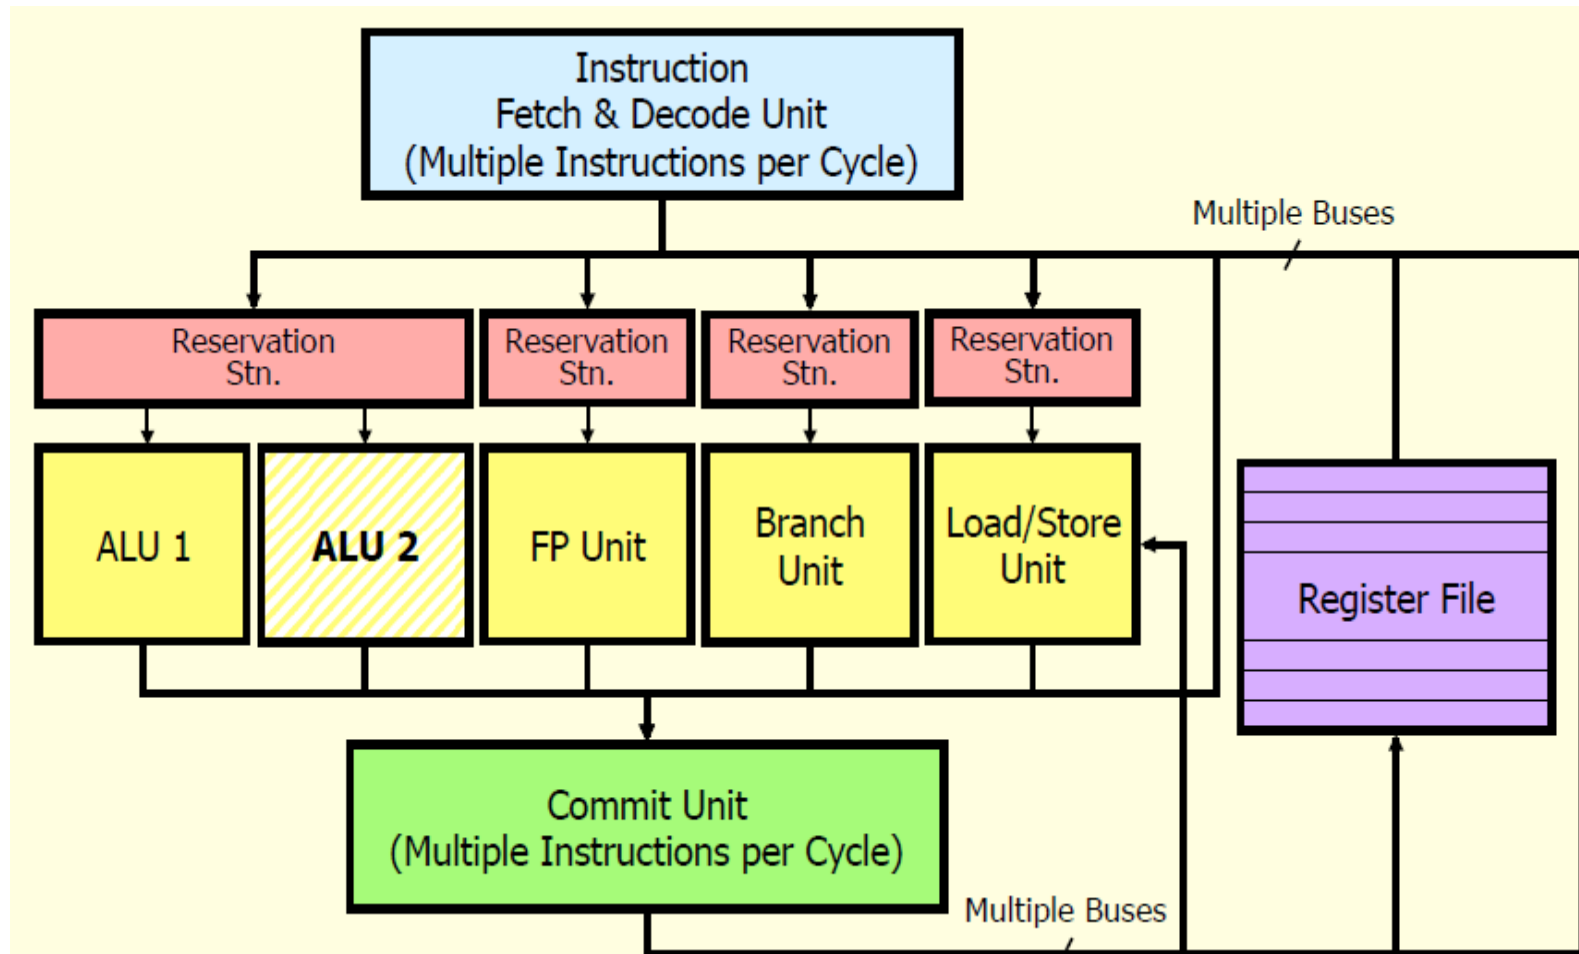 Instruction
Fetch & Decode Unit
(Multiple Instructions per Cycle)
Multiple Buses
Reservation
Stn.
Reservation
Stn.
Reservation
Stn.
Reservation
Stn.
ALU 1
ALU 2
FP Unit
Branch
Unit
Load/Store
Unit
Register File
Commit Unit
(Multiple Instructions per Cycle)
Multiple Buses